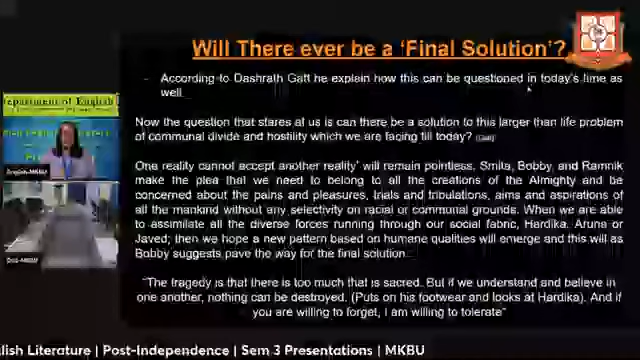 Will There ever be a 'Final Solution'?
- According to Dashrath Gatt he explain how this can be questioned in today's time as
well.
Now the question that stares at us is can there be a solution to this larger than life problem
of communal divide and hostility which we are facing till today?
One reality cannot accept another reality' will remain pointless. Smita, Bobby, and Ramnik
make the plea that we need to belong to all the creations of the Almighty and be
concerned about the pains and pleasures, trials and tribulations, aims and aspirations of
all the mankind without any selectivity on racial or communal grounds. When we are able
to assimilate all the diverse forces running through our social fabric, Hardika, Aruna or
Javed; then we hope a new pattern based on humane qualities will emerge and this will as
Bobby suggests pave the way for the final solution.
"The tragedy is that there is too much that is sacred. But if we understand and believe in
one another, nothing can be destroyed. (Puts on his footwear and looks at Hardika). And if
you are willing to forget, I am willing to tolerate"
Department of English
English-MKBU
glish Literature | Post-Independence | Sem 3 Presentations | MKBU